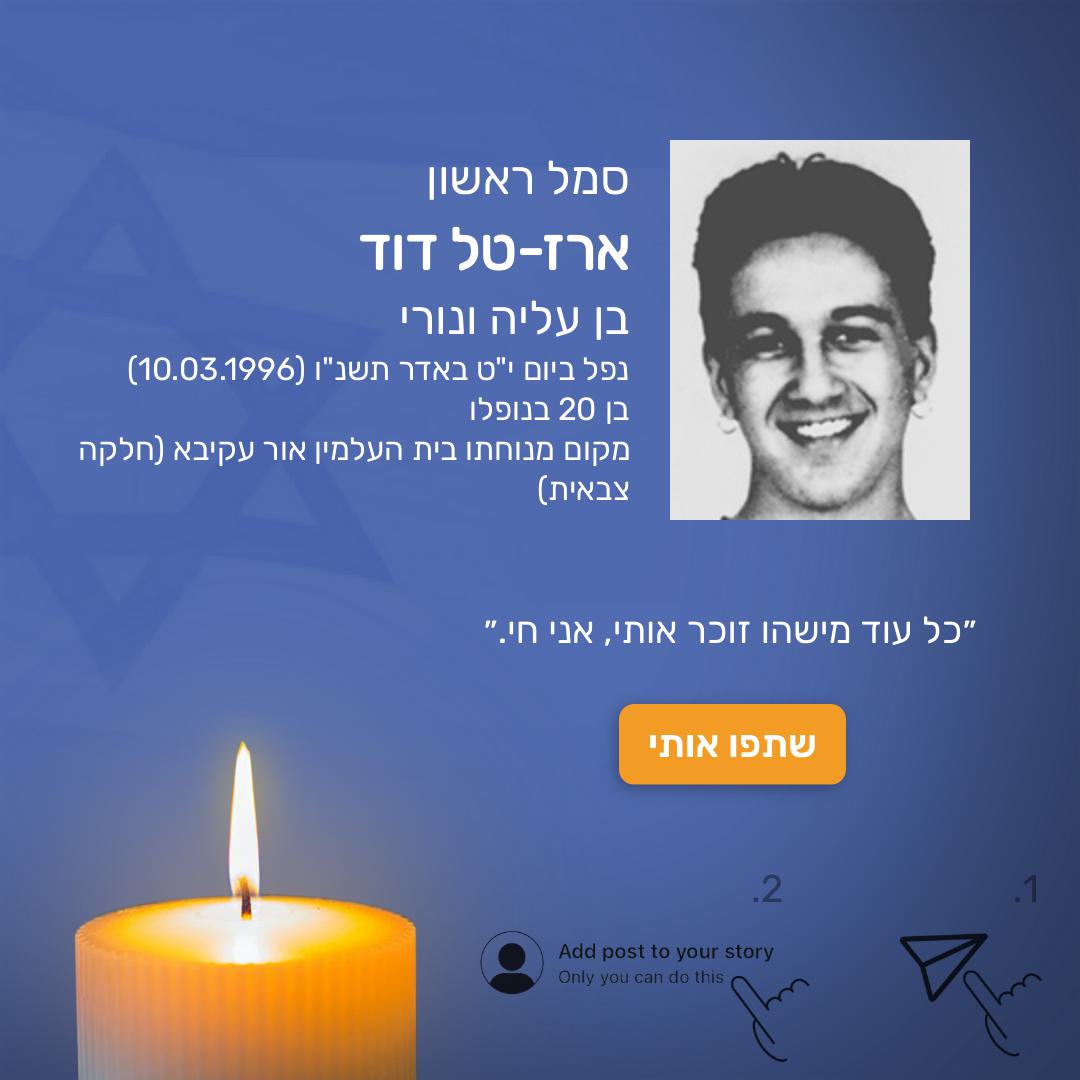 סמל ראשון
ארז-טל דוד
בן עליה ונורי
נפל ביום י"ט באדר תשנ"ו (10.03.1996)
בן 20 בנופלו
מקום מנוחתו בית העלמין אור עקיבא (חלקה
צבאית)
״כל עוד מישהו זוכר אותי, אני חי.״
שתפו אותי
.1
.2
Add post to your story
Only you can do this